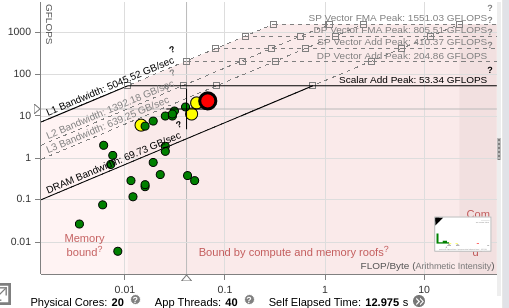 GFLOPS
SP Vector FMA Peak: 1551.03 GFLOPS?
DP Vector FMA Peak: 805.51 GFLOPS?
SP Vector Add Peak: 410.37 GFLOPS?
DP Vector Add Peak: 204.86 GFLOPS?
Scalar Add Peak: 53.34 GFLOPS?
L1 Bandwidth: 5045.52 GB/sec?
L2 Bandwidth: 1392.18 GB/sec?
L3 Bandwidth: 639.25 GB/sec?
DRAM Bandwidth: 69.73 GB/sec?
1000
100
10
1
0.1
0.01
Memory bound?
Bound by compute and memory roofs?
Com
FLOP/Byte (Arithmetic Intensity)
0.01 0.1 1 10
Physical Cores: 20 App Threads: 40 Self Elapsed Time: 12.975 s